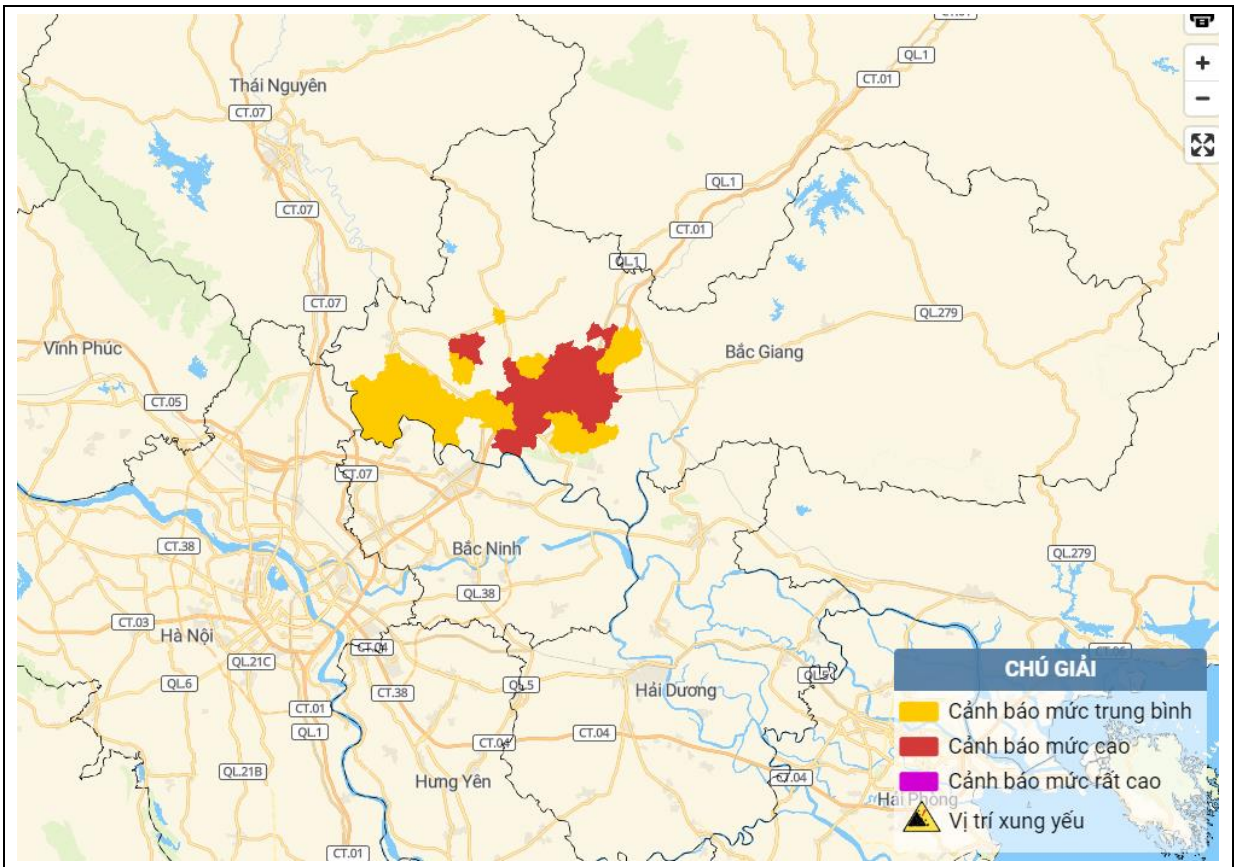 QL.1
Thái Nguyên
CT.01
CT.07
QL.1
CT.07
CT.01
QL.1
CT.07
QL.279
Vĩnh Phúc
Bắc Giang
CT.05
CT.07
CT.38
Bắc Ninh
QL.279
QL.38
CT.03
Hà Nội
CT.04
QL.21C
QL.6
CT.38
QL.5
Hải Dương
CT.01
QL.1
CT.04
CT.04
QL.21B
Hưng Yên
CT.04
Hải Phòng
CT.01
CHÚ GIẢI
Cảnh báo mức trung bình
Cảnh báo mức cao
Cảnh báo mức rất cao
Vị trí xung yếu